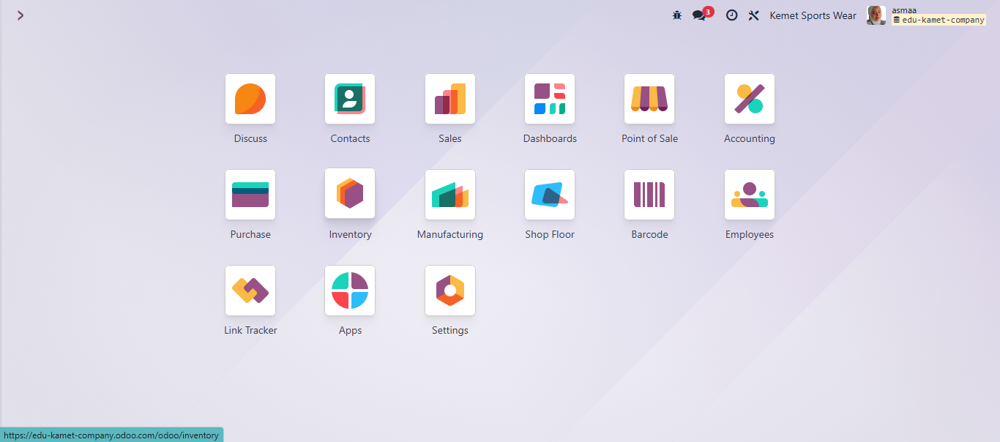 3
Kemet Sports Wear
asmaa
edu-kamet-company
Discuss
Contacts
Sales
Dashboards
Point of Sale
Accounting
Purchase
Inventory
Manufacturing
Shop Floor
Barcode
Employees
Link Tracker
Apps
Settings
https://edu-kamet-company.odoo.com/odoo/inventory